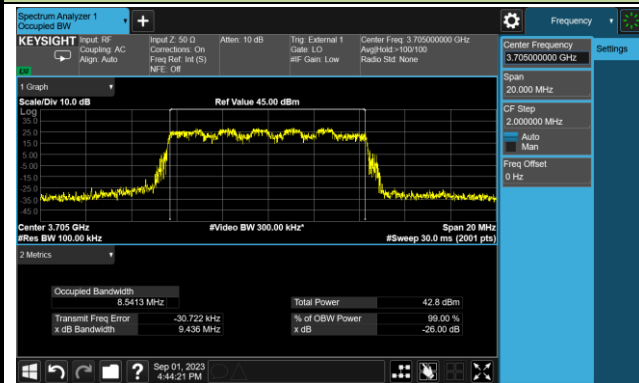 Spectrum Analyzer 1
Occupied BW
Frequency
KEYSIGHT
Input: RF
Coupling: AC
Align: Auto
Input Z: 50 Ω
Corrections: On
Freq Ref: Int (S)
NFE: Off
Atten: 10 dB
Trig: External 1
Gate: LO
#IF Gain: Low
Center Freq: 3.705000000 GHz
Avg|Hold:>100/100
Radio Std: None
Center Frequency
3.705000000 GHz
Settings
Span
20.000 MHz
CF Step
2.000000 MHz
Auto
Man
Freq Offset
0 Hz
1 Graph
Scale/Div 10.0 dB
Ref Value 45.00 dBm
Log
35.0
25.0
15.0
5.00
-5.00
-15.0
-25.0
-35.0
-45.0
Center 3.705 GHz
#Video BW 300.00 kHz*
Span 20 MHz
#Res BW 100.00 kHz
#Sweep 30.0 ms (2001 pts)
2 Metrics
Occupied Bandwidth
8.5413 MHz
Total Power
42.8 dBm
Transmit Freq Error
-30.722 kHz
% of OBW Power
99.00 %
x dB Bandwidth
9.436 MHz
x dB
-26.00 dB
?
Sep 01, 2023
4:44:21 PM